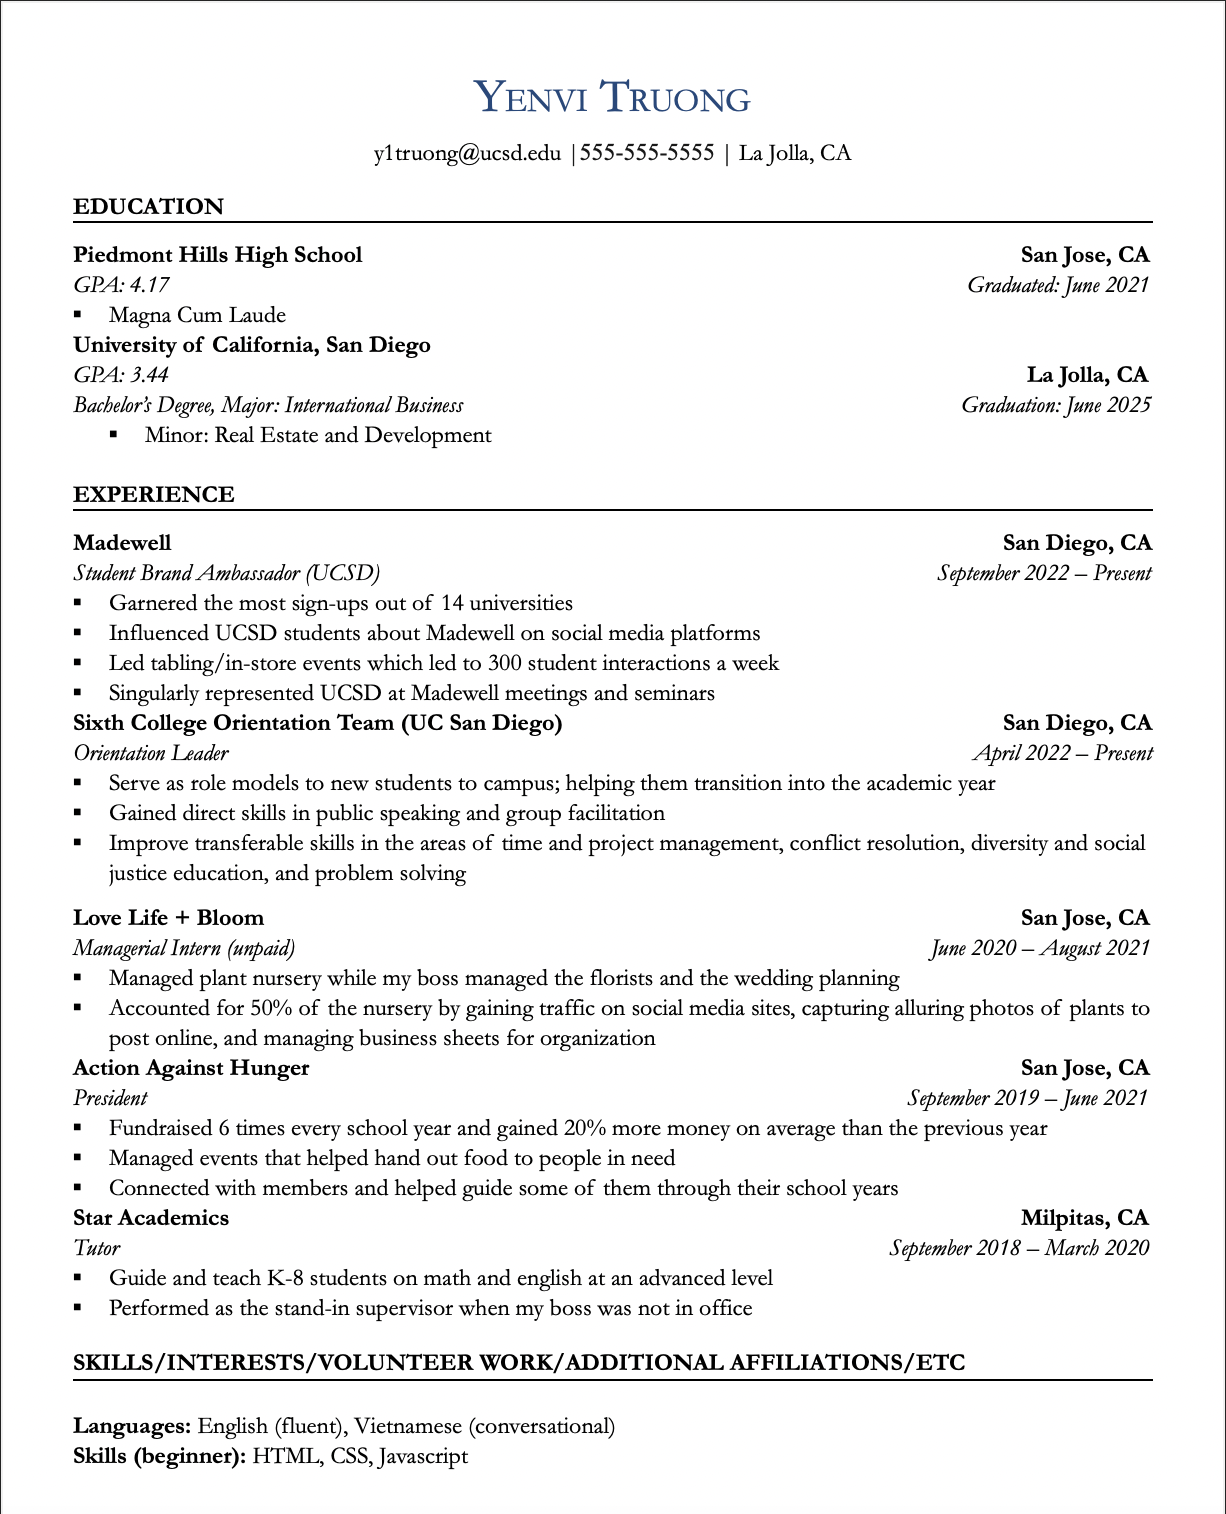 Yenvi Truong
y1truong@ucsd.edu |555-555-5555 | La Jolla, CA
EDUCATION
Piedmont Hills High School San Jose, CA
GPA: 4.17 Graduated: June 2021
▪ Magna Cum Laude
University of California, San Diego
GPA: 3.44 La Jolla, CA
Bachelor's Degree, Major: International Business Graduation: June 2025
▪ Minor: Real Estate and Development
EXPERIENCE
Madewell San Diego, CA
Student Brand Ambassador (UCSD) September 2022 – Present
▪ Garnered the most sign-ups out of 14 universities
▪ Influenced UCSD students about Madewell on social media platforms
▪ Led tabling/in-store events which led to 300 student interactions a week
▪ Singularly represented UCSD at Madewell meetings and seminars
Sixth College Orientation Team (UC San Diego) San Diego, CA
Orientation Leader April 2022 – Present
▪ Serve as role models to new students to campus; helping them transition into the academic year
▪ Gained direct skills in public speaking and group facilitation
▪ Improve transferable skills in the areas of time and project management, conflict resolution, diversity and social
justice education, and problem solving
Love Life + Bloom San Jose, CA
Managerial Intern (unpaid) June 2020 – August 2021
▪ Managed plant nursery while my boss managed the florists and the wedding planning
▪ Accounted for 50% of the nursery by gaining traffic on social media sites, capturing alluring photos of plants to
post online, and managing business sheets for organization
Action Against Hunger San Jose, CA
President September 2019 – June 2021
▪ Fundraised 6 times every school year and gained 20% more money on average than the previous year
▪ Managed events that helped hand out food to people in need
▪ Connected with members and helped guide some of them through their school years
Star Academics Milpitas, CA
Tutor September 2018 – March 2020
▪ Guide and teach K-8 students on math and english at an advanced level
▪ Performed as the stand-in supervisor when my boss was not in office
SKILLS/INTERESTS/VOLUNTEER WORK/ADDITIONAL AFFILIATIONS/ETC
Languages: English (fluent), Vietnamese (conversational)
Skills (beginner): HTML, CSS, Javascript